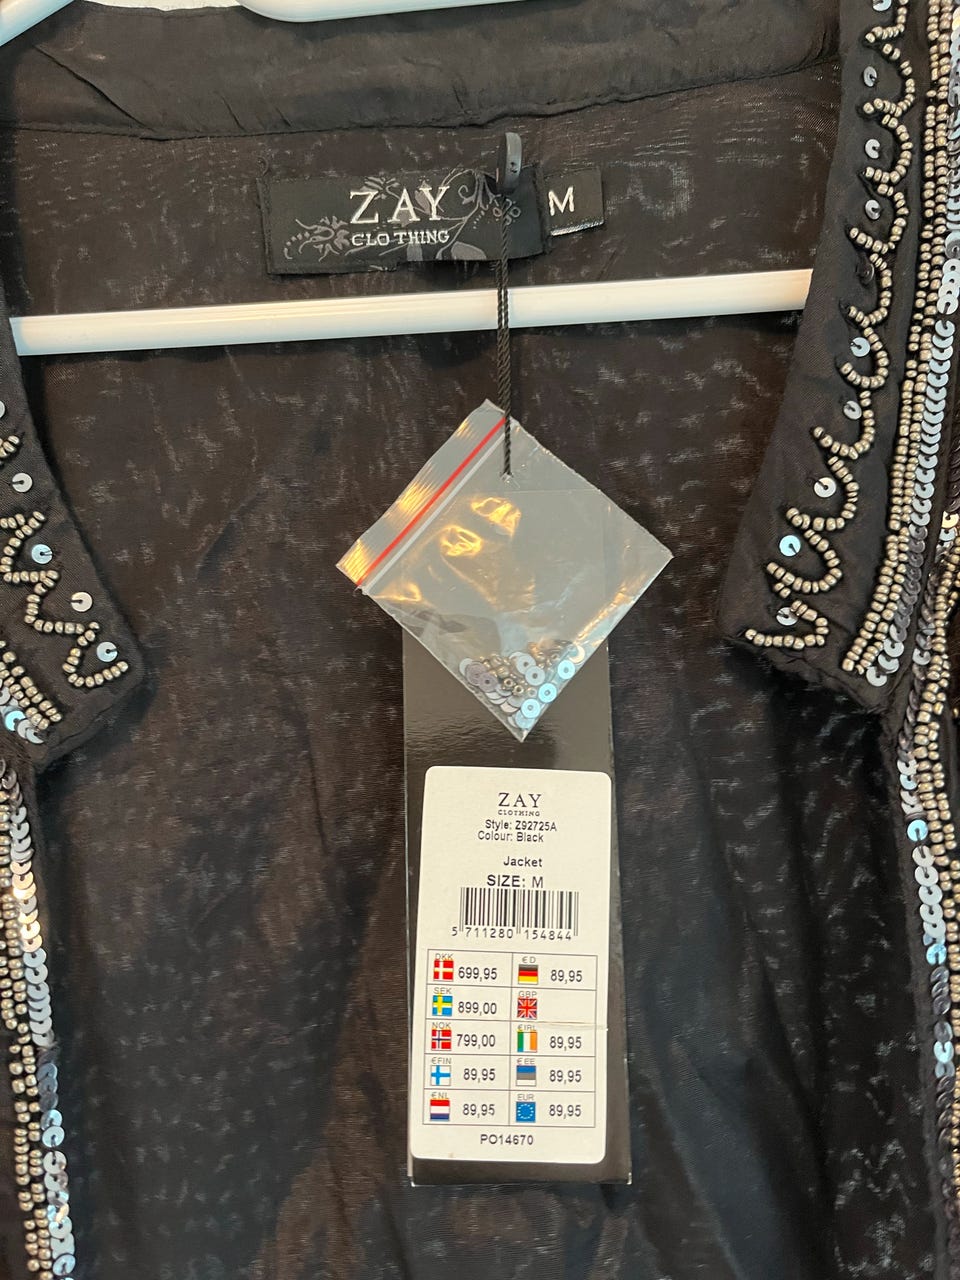 ZAY
CLOTHING
M
ZAY
CLOTHING
Style: Z92725A
Colour: Black
Jacket
SIZE: M
5 711280 154844
DKK 699,95
€D 89,95
SEK 899,00
GBP
NOK 799,00
€IRL 89,95
€FIN 89,95
€EE 89,95
€NL 89,95
EUR 89,95
PO14670